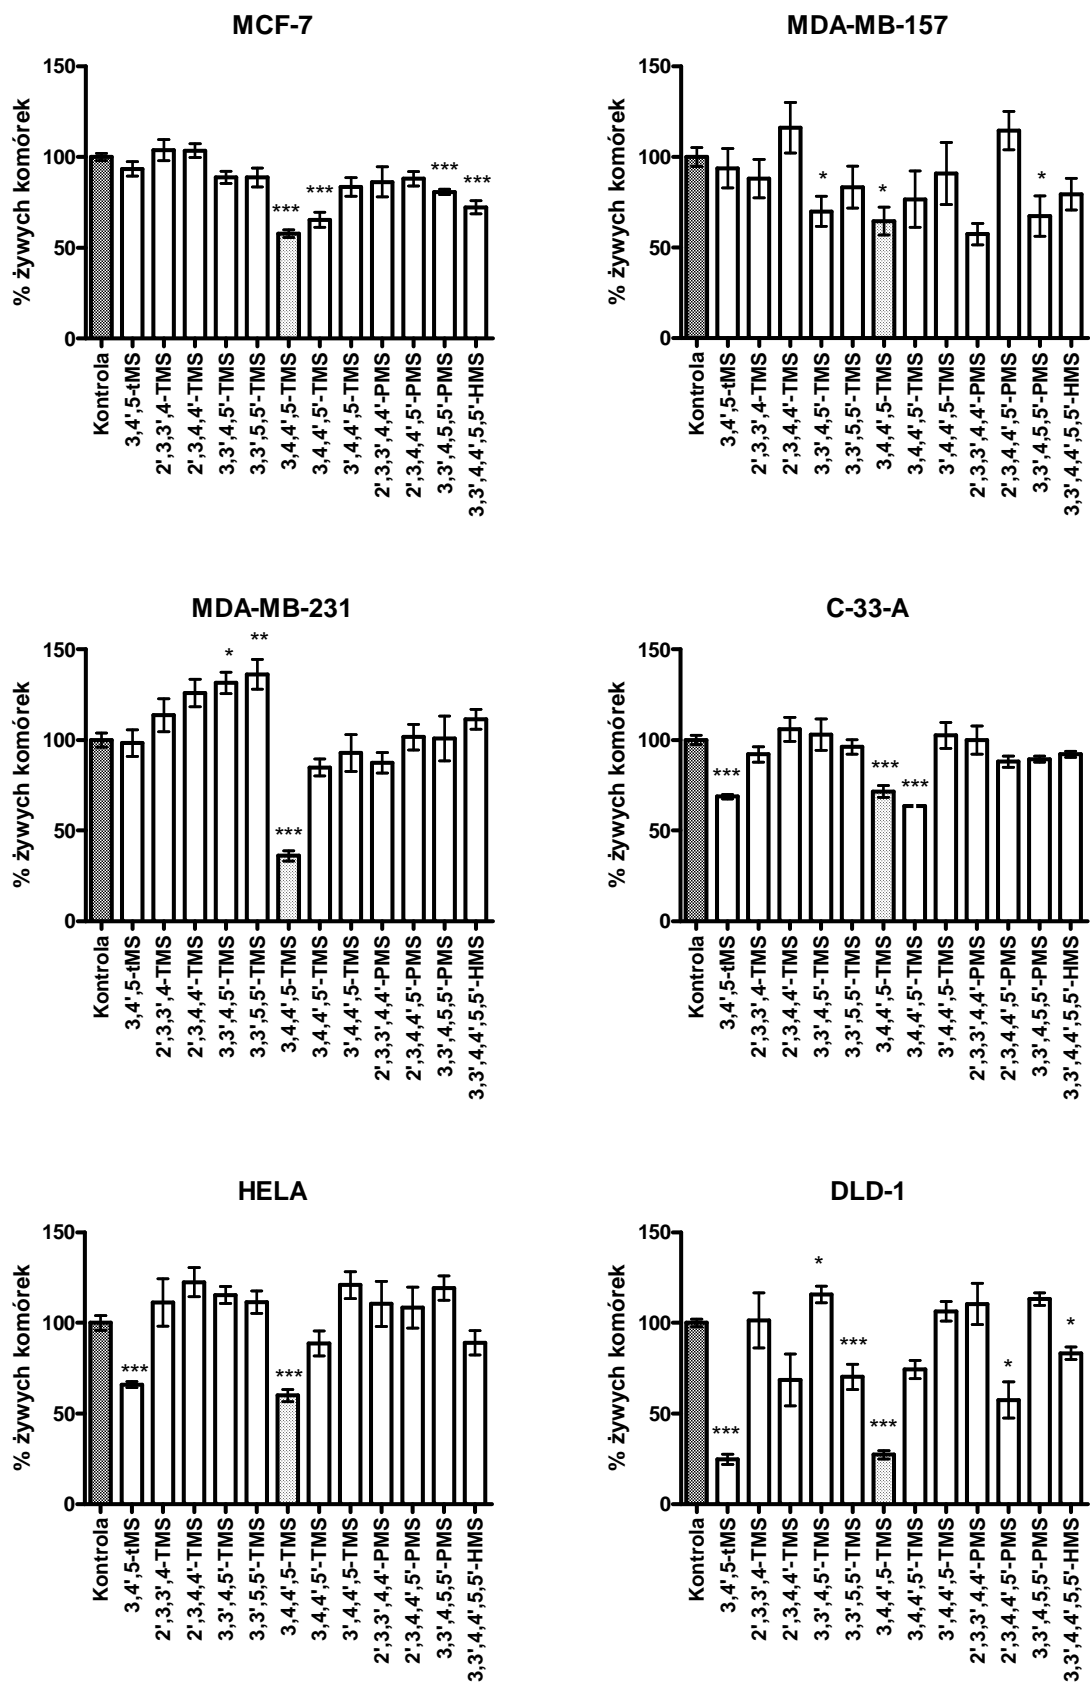 MCF-7
% żywych komórek
150
100
50
0
***
***
***
***
Kontrola
3,4',5-tMS
2',3,3',4-TMS
2',3,4,4'-TMS
3,3',4,5'-TMS
3,3',5,5'-TMS
3,4,4',5-TMS
3,4,4',5'-TMS
3',4,4',5-TMS
2',3,3',4,4'-PMS
2',3,4,4',5'-PMS
3,3',4,5,5'-PMS
3,3',4,4',5,5'-HMS
MDA-MB-157
% żywych komórek
150
100
50
0
*
*
*
Kontrola
3,4',5-tMS
2',3,3',4-TMS
2',3,4,4'-TMS
3,3',4,5'-TMS
3,3',5,5'-TMS
3,4,4',5-TMS
3,4,4',5'-TMS
3',4,4',5-TMS
2',3,3',4,4'-PMS
2',3,4,4',5'-PMS
3,3',4,5,5'-PMS
3,3',4,4',5,5'-HMS
MDA-MB-231
% żywych komórek
150
100
50
0
*
**
***
Kontrola
3,4',5-tMS
2',3,3',4-TMS
2',3,4,4'-TMS
3,3',4,5'-TMS
3,3',5,5'-TMS
3,4,4',5-TMS
3,4,4',5'-TMS
3',4,4',5-TMS
2',3,3',4,4'-PMS
2',3,4,4',5'-PMS
3,3',4,5,5'-PMS
3,3',4,4',5,5'-HMS
C-33-A
% żywych komórek
150
100
50
0
***
***
***
Kontrola
3,4',5-tMS
2',3,3',4-TMS
2',3,4,4'-TMS
3,3',4,5'-TMS
3,3',5,5'-TMS
3,4,4',5-TMS
3,4,4',5'-TMS
3',4,4',5-TMS
2',3,3',4,4'-PMS
2',3,4,4',5'-PMS
3,3',4,5,5'-PMS
3,3',4,4',5,5'-HMS
HELA
% żywych komórek
150
100
50
0
***
***
Kontrola
3,4',5-tMS
2',3,3',4-TMS
2',3,4,4'-TMS
3,3',4,5'-TMS
3,3',5,5'-TMS
3,4,4',5-TMS
3,4,4',5'-TMS
3',4,4',5-TMS
2',3,3',4,4'-PMS
2',3,4,4',5'-PMS
3,3',4,5,5'-PMS
3,3',4,4',5,5'-HMS
DLD-1
% żywych komórek
150
100
50
0
***
*
***
***
*
*
Kontrola
3,4',5-tMS
2',3,3',4-TMS
2',3,4,4'-TMS
3,3',4,5'-TMS
3,3',5,5'-TMS
3,4,4',5-TMS
3,4,4',5'-TMS
3',4,4',5-TMS
2',3,3',4,4'-PMS
2',3,4,4',5'-PMS
3,3',4,5,5'-PMS
3,3',4,4',5,5'-HMS